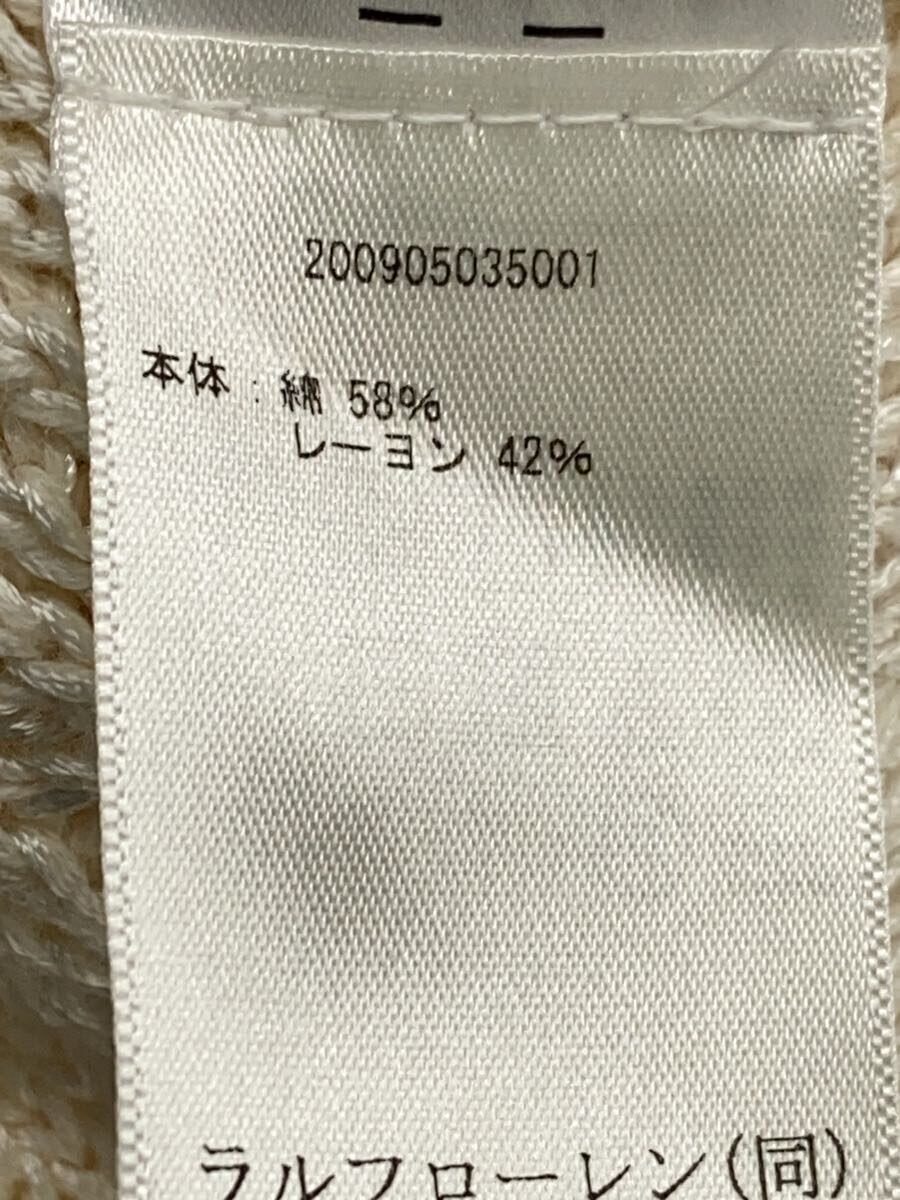 200905035001
本体：綿 58%
レーヨン 42%
ラルフローレン(同)